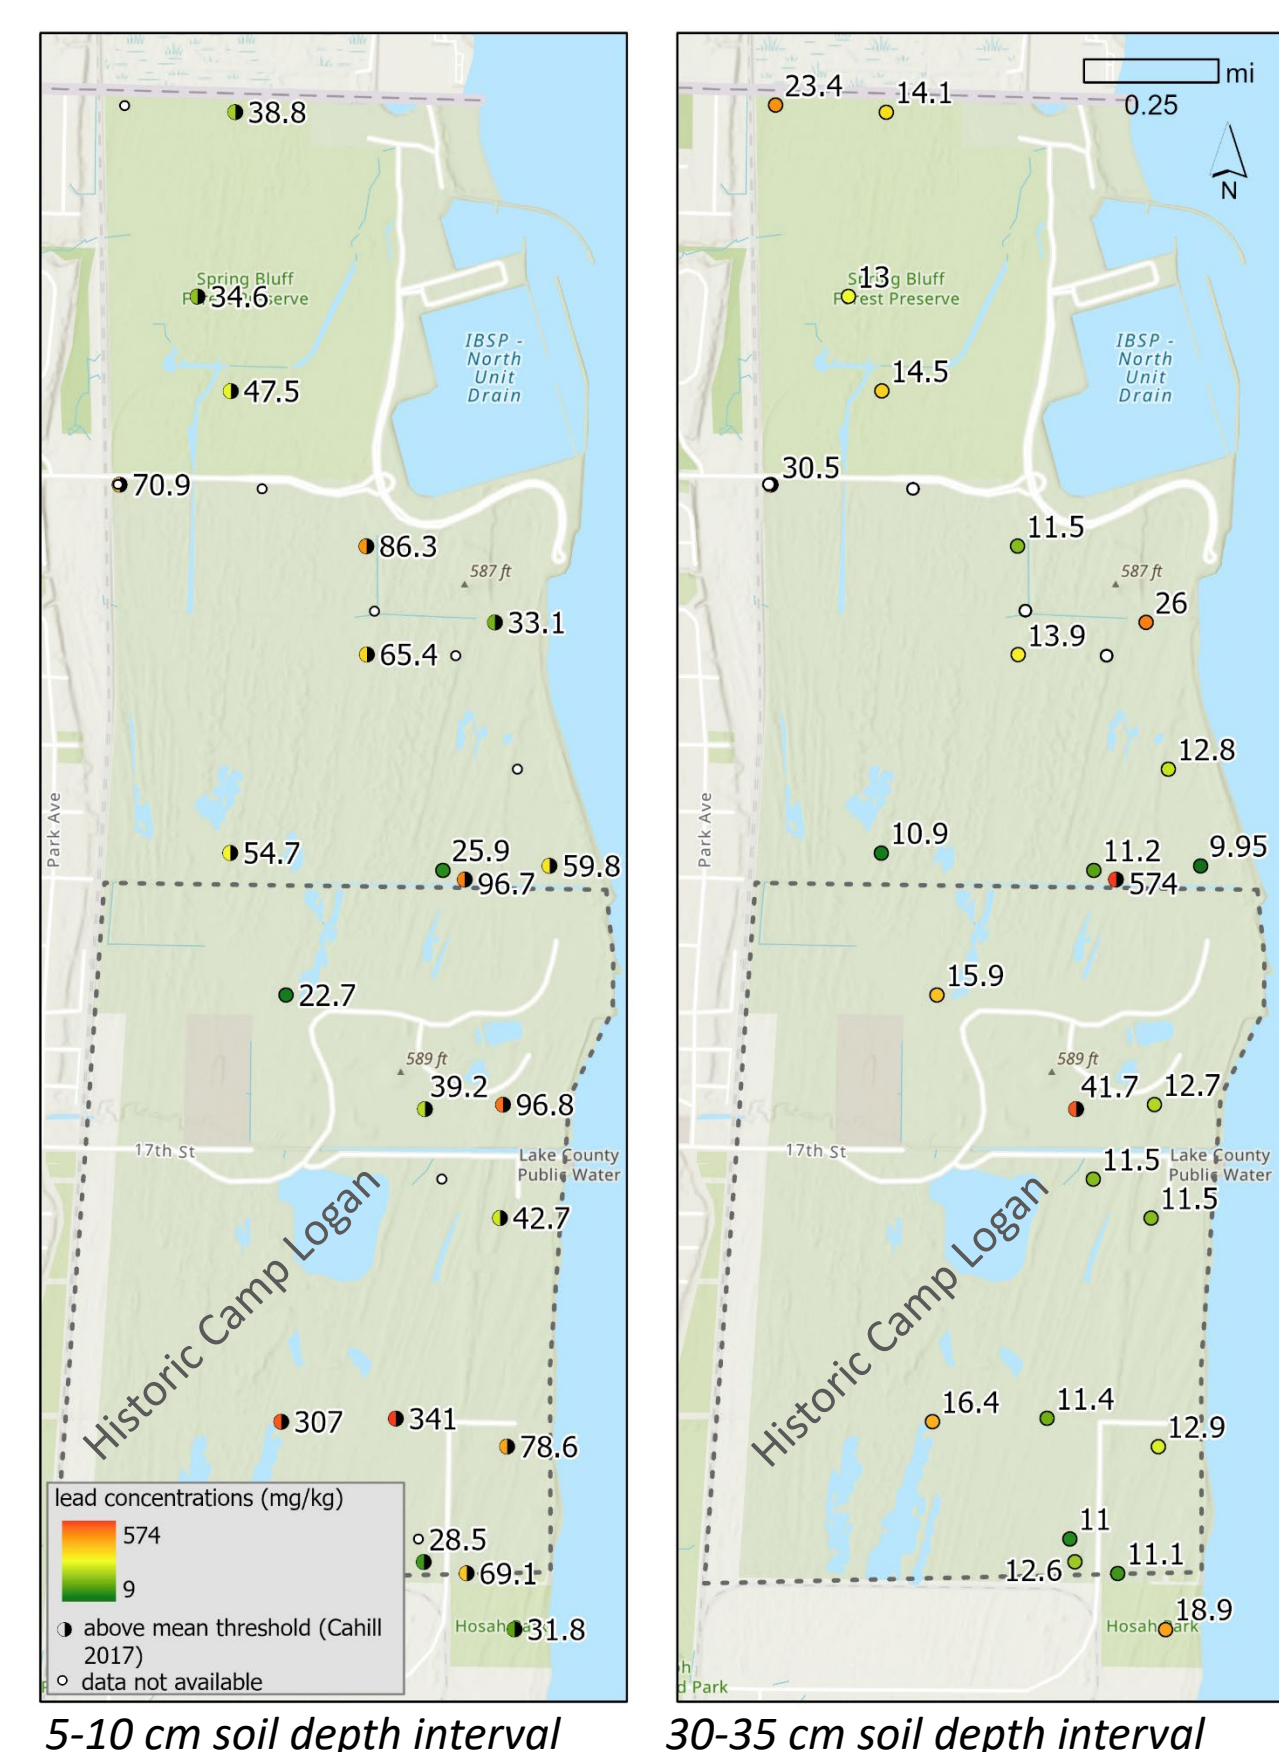 38.8
Spring Bluff
Forest Preserve
34.6
IBSP -
North
Unit
Drain
47.5
70.9
86.3
587 ft
33.1
65.4
Park Ave
54.7
25.9
59.8
96.7
22.7
589 ft
39.2
96.8
17th St
Lake County
Public Water
42.7
Historic Camp Logan
307
341
78.6
lead concentrations (mg/kg)
574
9
above mean threshold (Cahill
2017)
data not available
28.5
69.1
Hosah Park
31.8
5-10 cm soil depth interval
mi
0.25
N
23.4
14.1
13
Spring Bluff
Forest Preserve
IBSP -
North
Unit
Drain
14.5
30.5
11.5
587 ft
26
13.9
12.8
Park Ave
10.9
11.2
9.95
574
15.9
589 ft
41.7
12.7
17th St
Lake County
Public Water
11.5
11.5
Historic Camp Logan
16.4
11.4
12.9
11
12.6
11.1
18.9
Hosah Park
d Park
30-35 cm soil depth interval